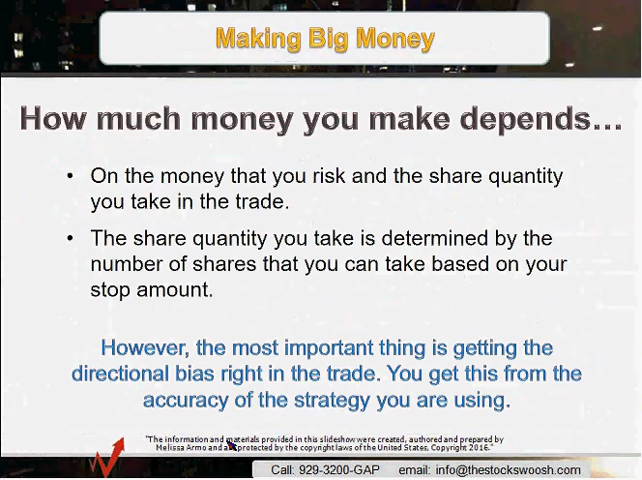 Making Big Money
How much money you make depends...
• On the money that you risk and the share quantity
you take in the trade.
• The share quantity you take is determined by the
number of shares that you can take based on your
stop amount.
However, the most important thing is getting the
directional bias right in the trade. You get this from the
accuracy of the strategy you are using.
"The information and materials provided in this slideshow were created, authored and prepared by
Melissa Armo and protected by the copyright laws of the United States, Copyright 2016."
Call: 929-3200-GAP email: info@thestockswoosh.com